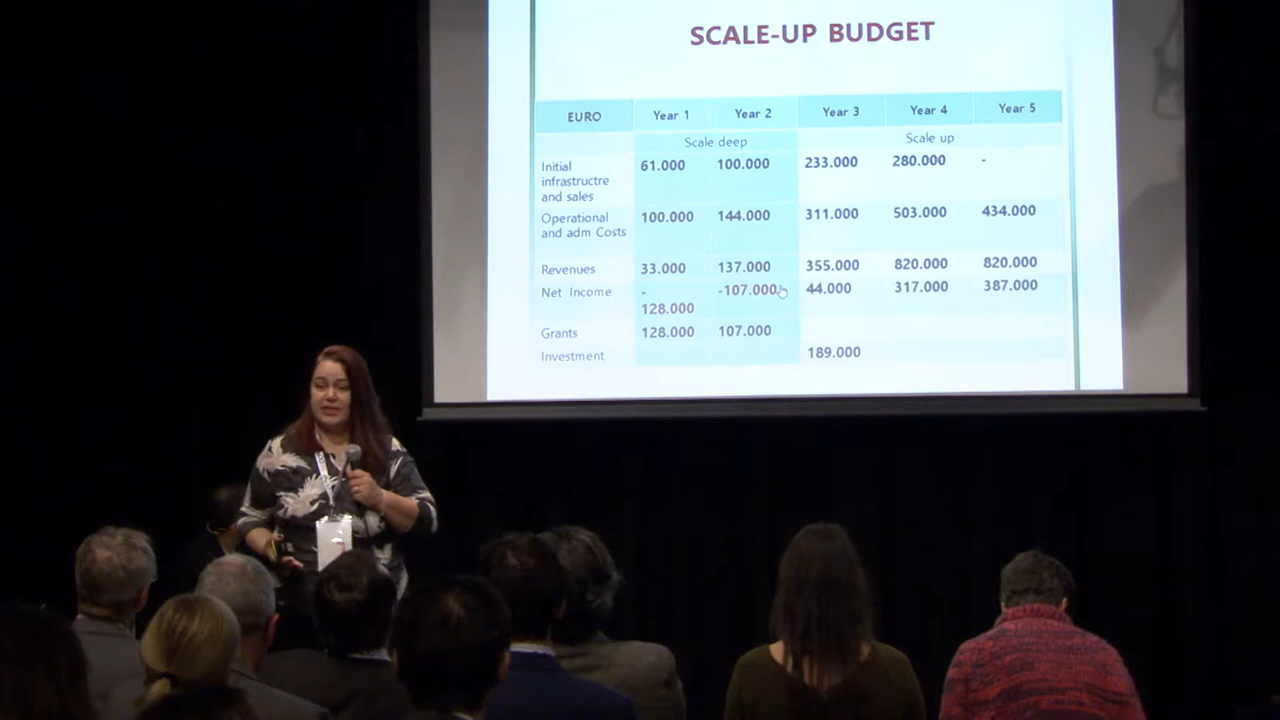 SCALE-UP BUDGET
EURO Year 1 Year 2 Year 3 Year 4 Year 5
Scale deep Scale up
Initial infrastructre and sales 61.000 100.000 233.000 280.000 -
Operational and adm Costs 100.000 144.000 311.000 503.000 434.000
Revenues 33.000 137.000 355.000 820.000 820.000
Net Income -128.000 -107.000 44.000 317.000 387.000
Grants 128.000 107.000
Investment 189.000